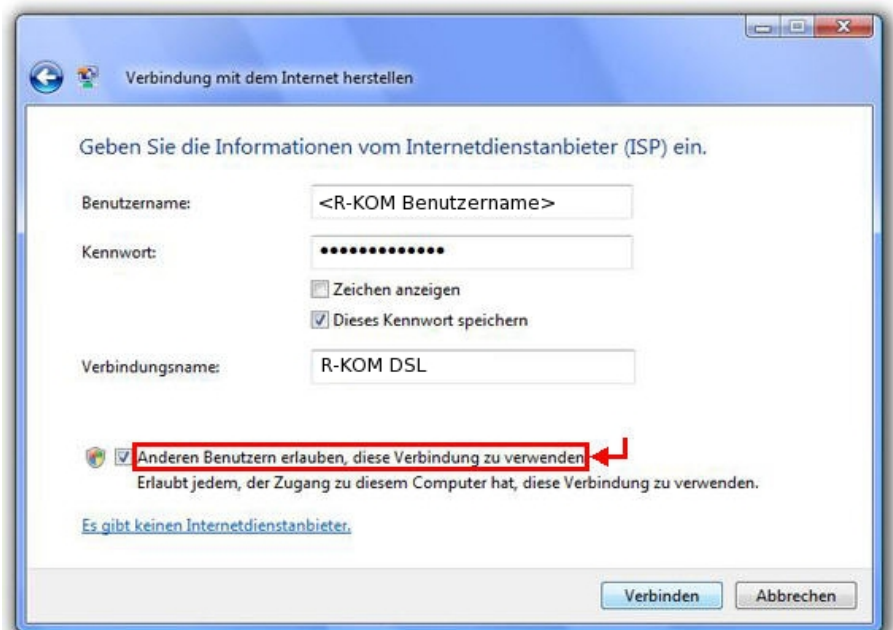 Verbindung mit dem Internet herstellen
Geben Sie die Informationen vom Internetdienstanbieter (ISP) ein.
Benutzername: <R-KOM Benutzername>
Kennwort: •••••••••••••
Zeichen anzeigen
Dieses Kennwort speichern
Verbindungsname: R-KOM DSL
Anderen Benutzern erlauben, diese Verbindung zu verwenden
Erlaubt jedem, der Zugang zu diesem Computer hat, diese Verbindung zu verwenden.
Es gibt keinen Internetdienstanbieter.
Verbinden Abbrechen